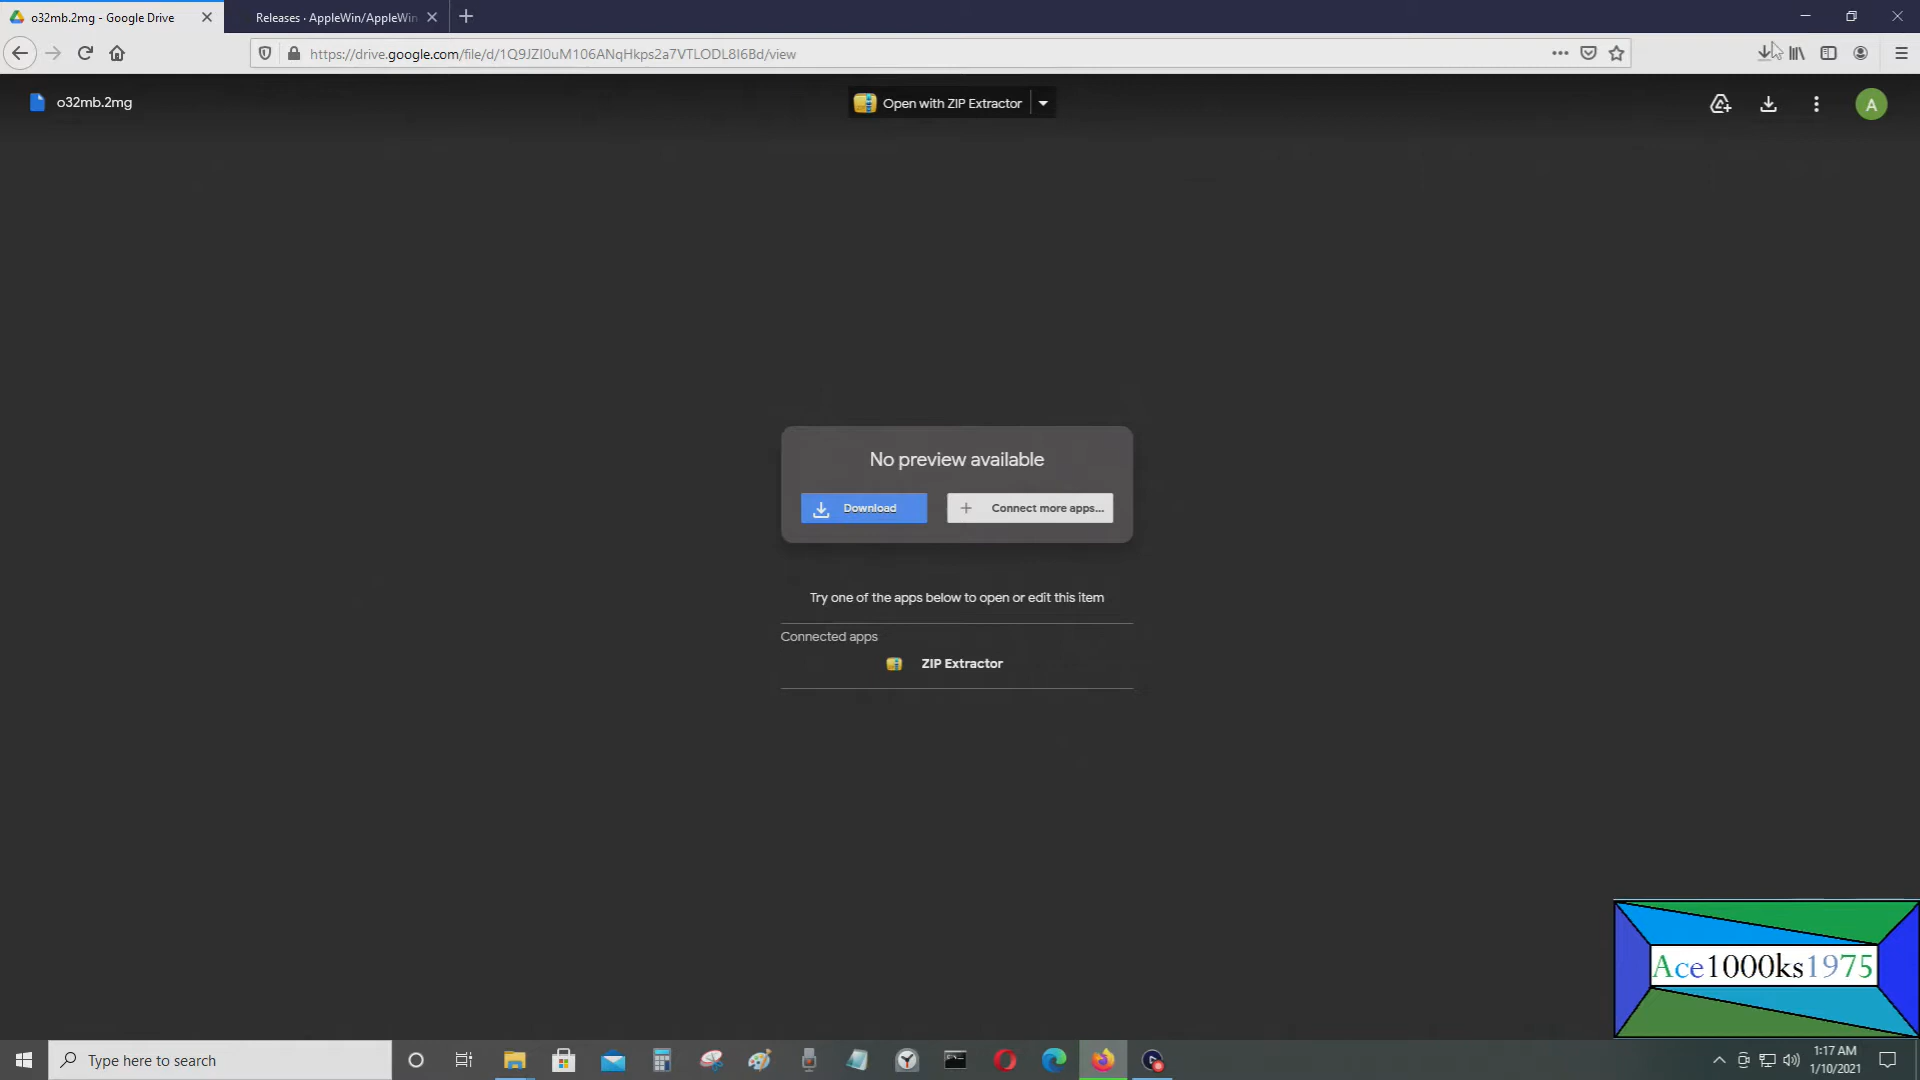 o32mb.2mg - Google Drive
Releases · AppleWin/AppleWin
https://drive.google.com/file/d/1Q9JZI0uM106ANqHkps2a7VTLODL8I6Bd/view
o32mb.2mg
Open with ZIP Extractor
A
No preview available
Download
Connect more apps...
Try one of the apps below to open or edit this item
Connected apps
ZIP Extractor
Ace1000ks1975
Type here to search
1:17 AM
1/10/2021